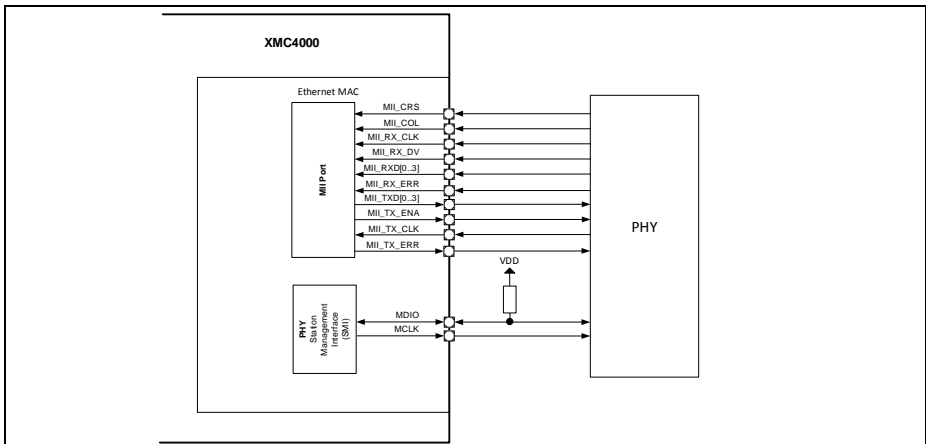 XMC4000
Ethernet MAC
MII Port
MII_CRS
MII_COL
MII_RX_CLK
MII_RX_DV
MII_RXD[0..3]
MII_RX_ERR
MII_TXD[0..3]
MII_TX_ENA
MII_TX_CLK
MII_TX_ERR
PHY
VDD
PHY
Station
Management
Interface
(SMI)
MDIO
MCLK